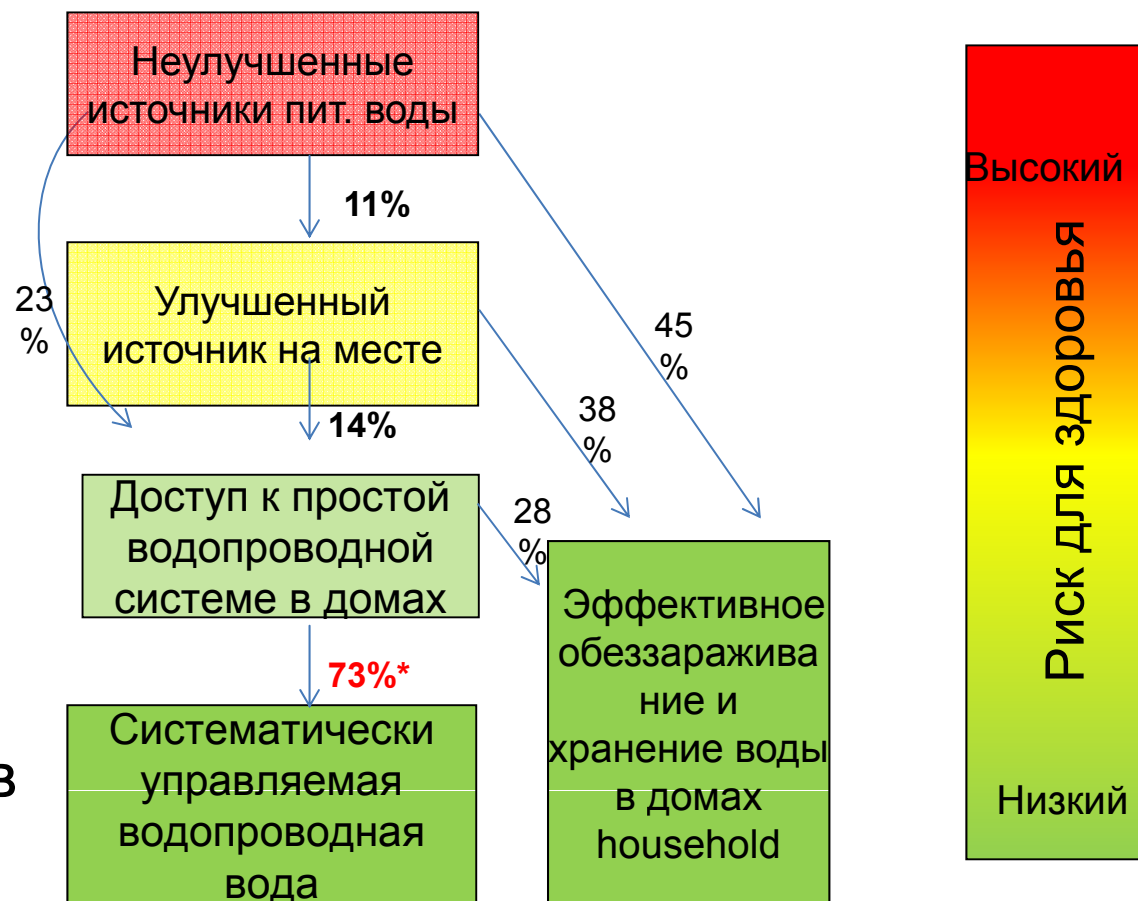 Неулучшенные
источники пит. воды
11%
Улучшенный
источник на месте
23
%
45
%
38
%
14%
Доступ к простой
водопроводной
системе в домах
28
%
73%*
Систематически
управляемая
водопроводная
вода
в
Эффективное
обеззаражива
ние и
хранение воды
в домах
household
Высокий
Риск для здоровья
Низкий